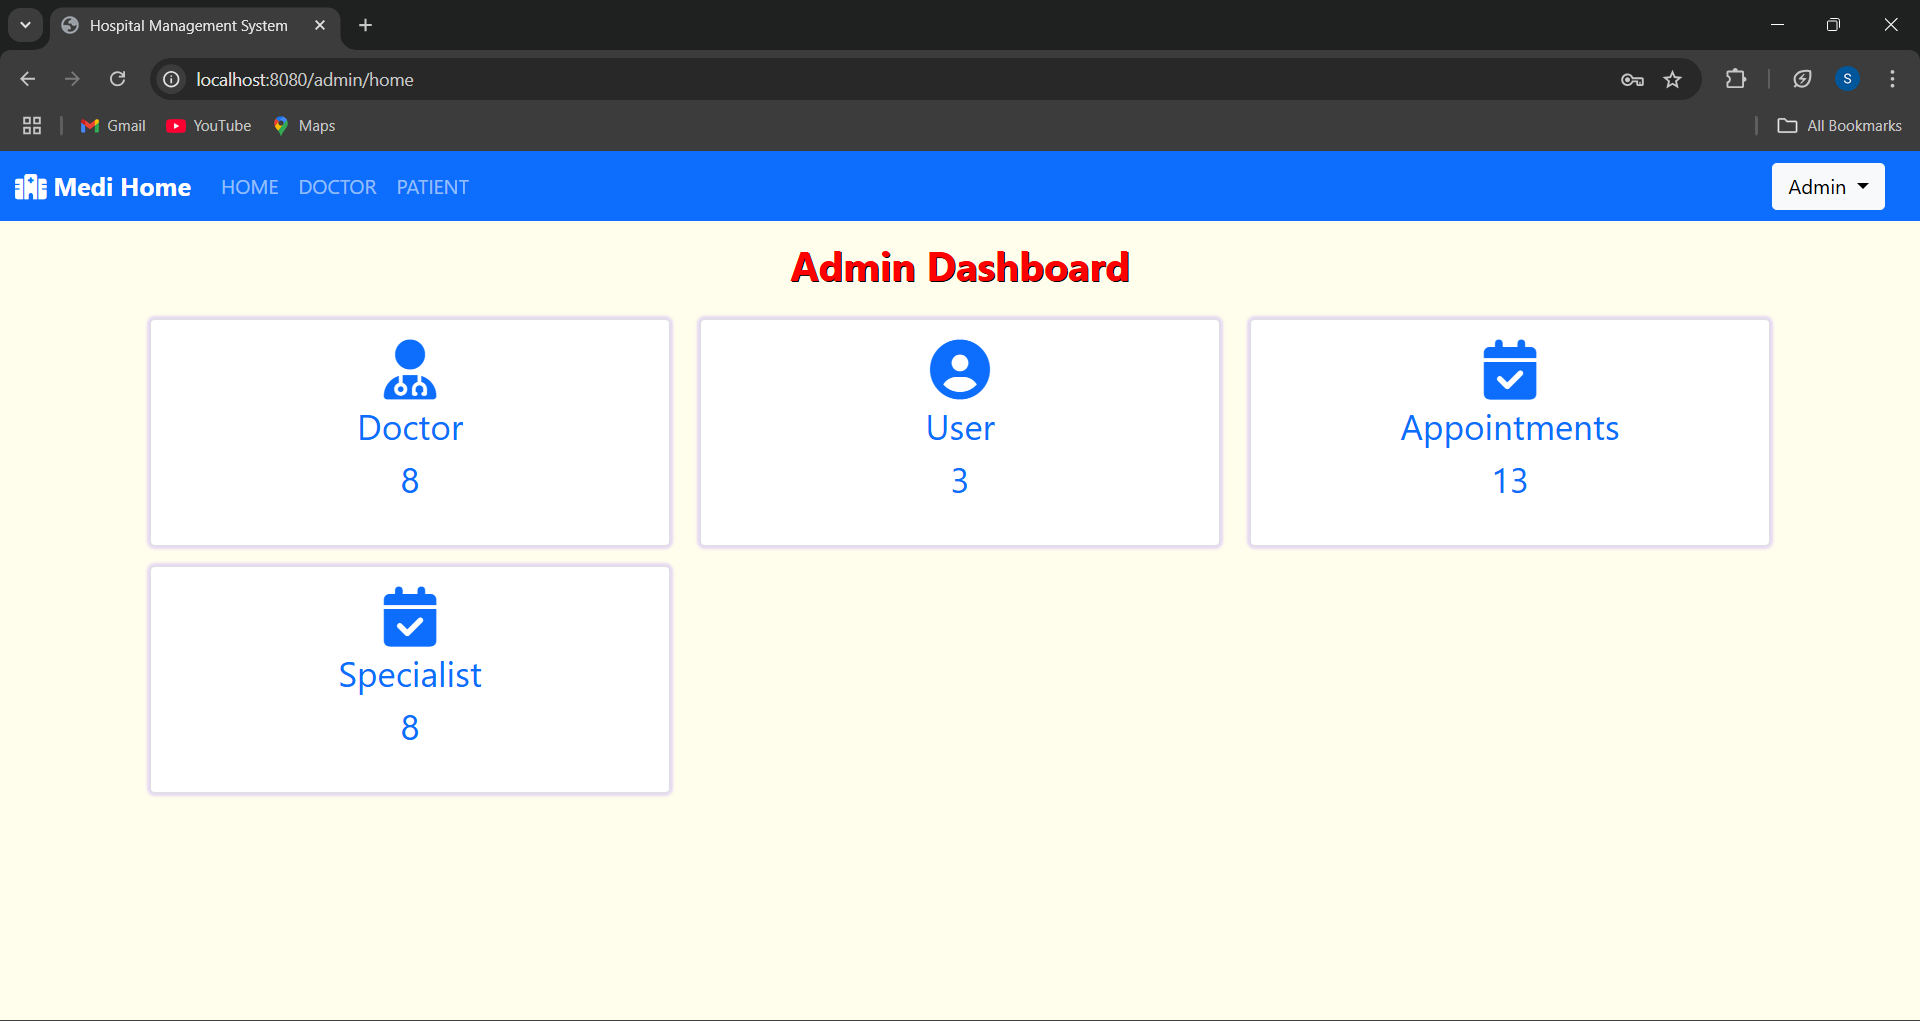 Hospital Management System
localhost:8080/admin/home
S
Gmail YouTube Maps All Bookmarks
Medi Home HOME DOCTOR PATIENT Admin
Admin Dashboard
Doctor
8
User
3
Appointments
13
Specialist
8